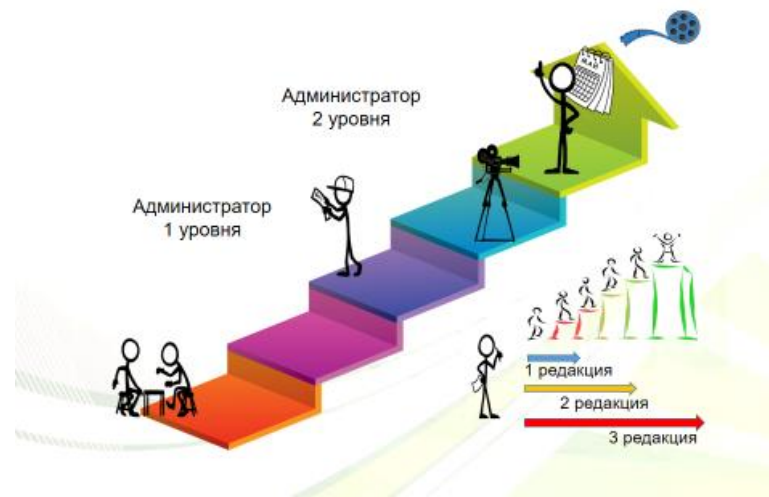 Администратор
2 уровня
Администратор
1 уровня
1 редакция
2 редакция
3 редакция